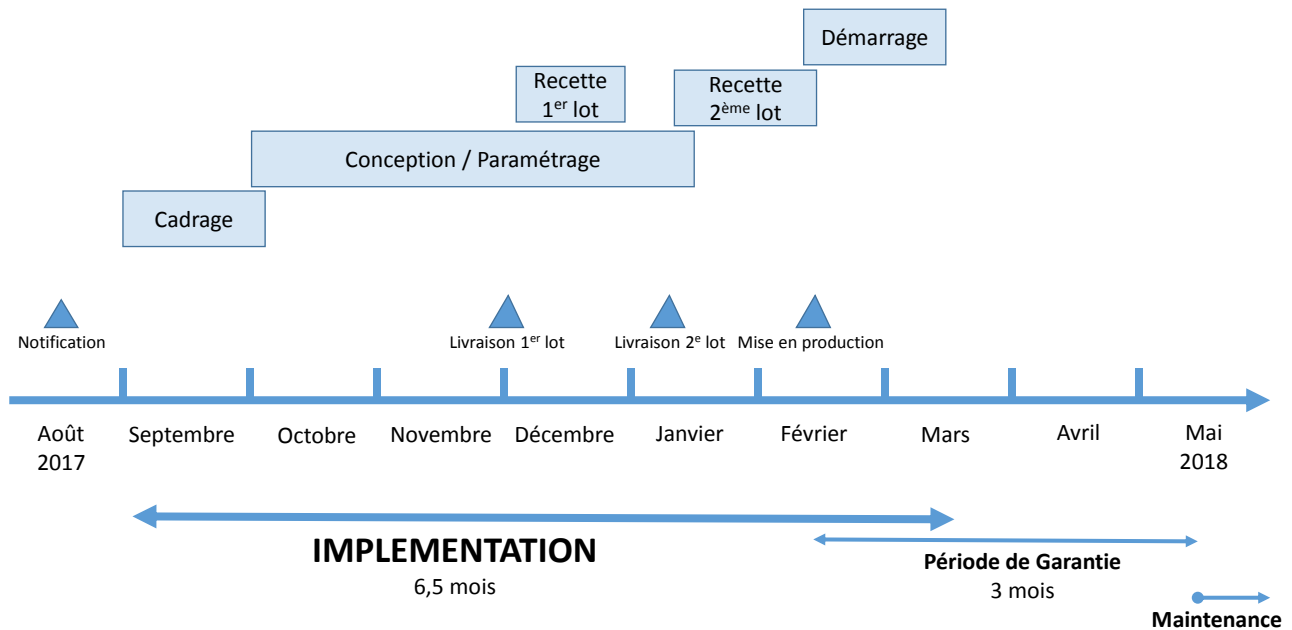 Démarrage
Recette
1er lot
Recette
2ème lot
Conception / Paramétrage
Cadrage
Notification
Livraison 1er lot
Livraison 2e lot
Mise en production
Août
2017
Septembre
Octobre
Novembre
Décembre
Janvier
Février
Mars
Avril
Mai
2018
IMPLEMENTATION
6,5 mois
Période de Garantie
3 mois
Maintenance